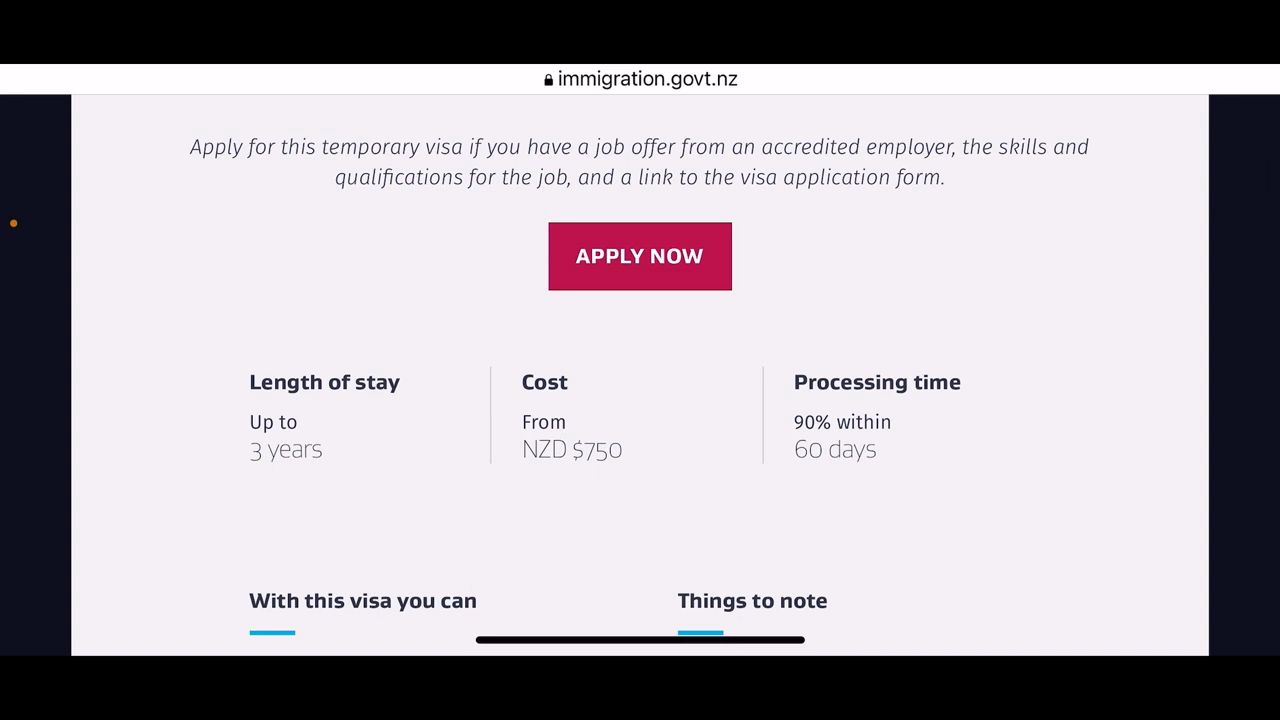 immigration.govt.nz
Apply for this temporary visa if you have a job offer from an accredited employer, the skills and
qualifications for the job, and a link to the visa application form.
APPLY NOW
Length of stay
Up to
3 years
Cost
From
NZD $750
Processing time
90% within
60 days
With this visa you can
Things to note